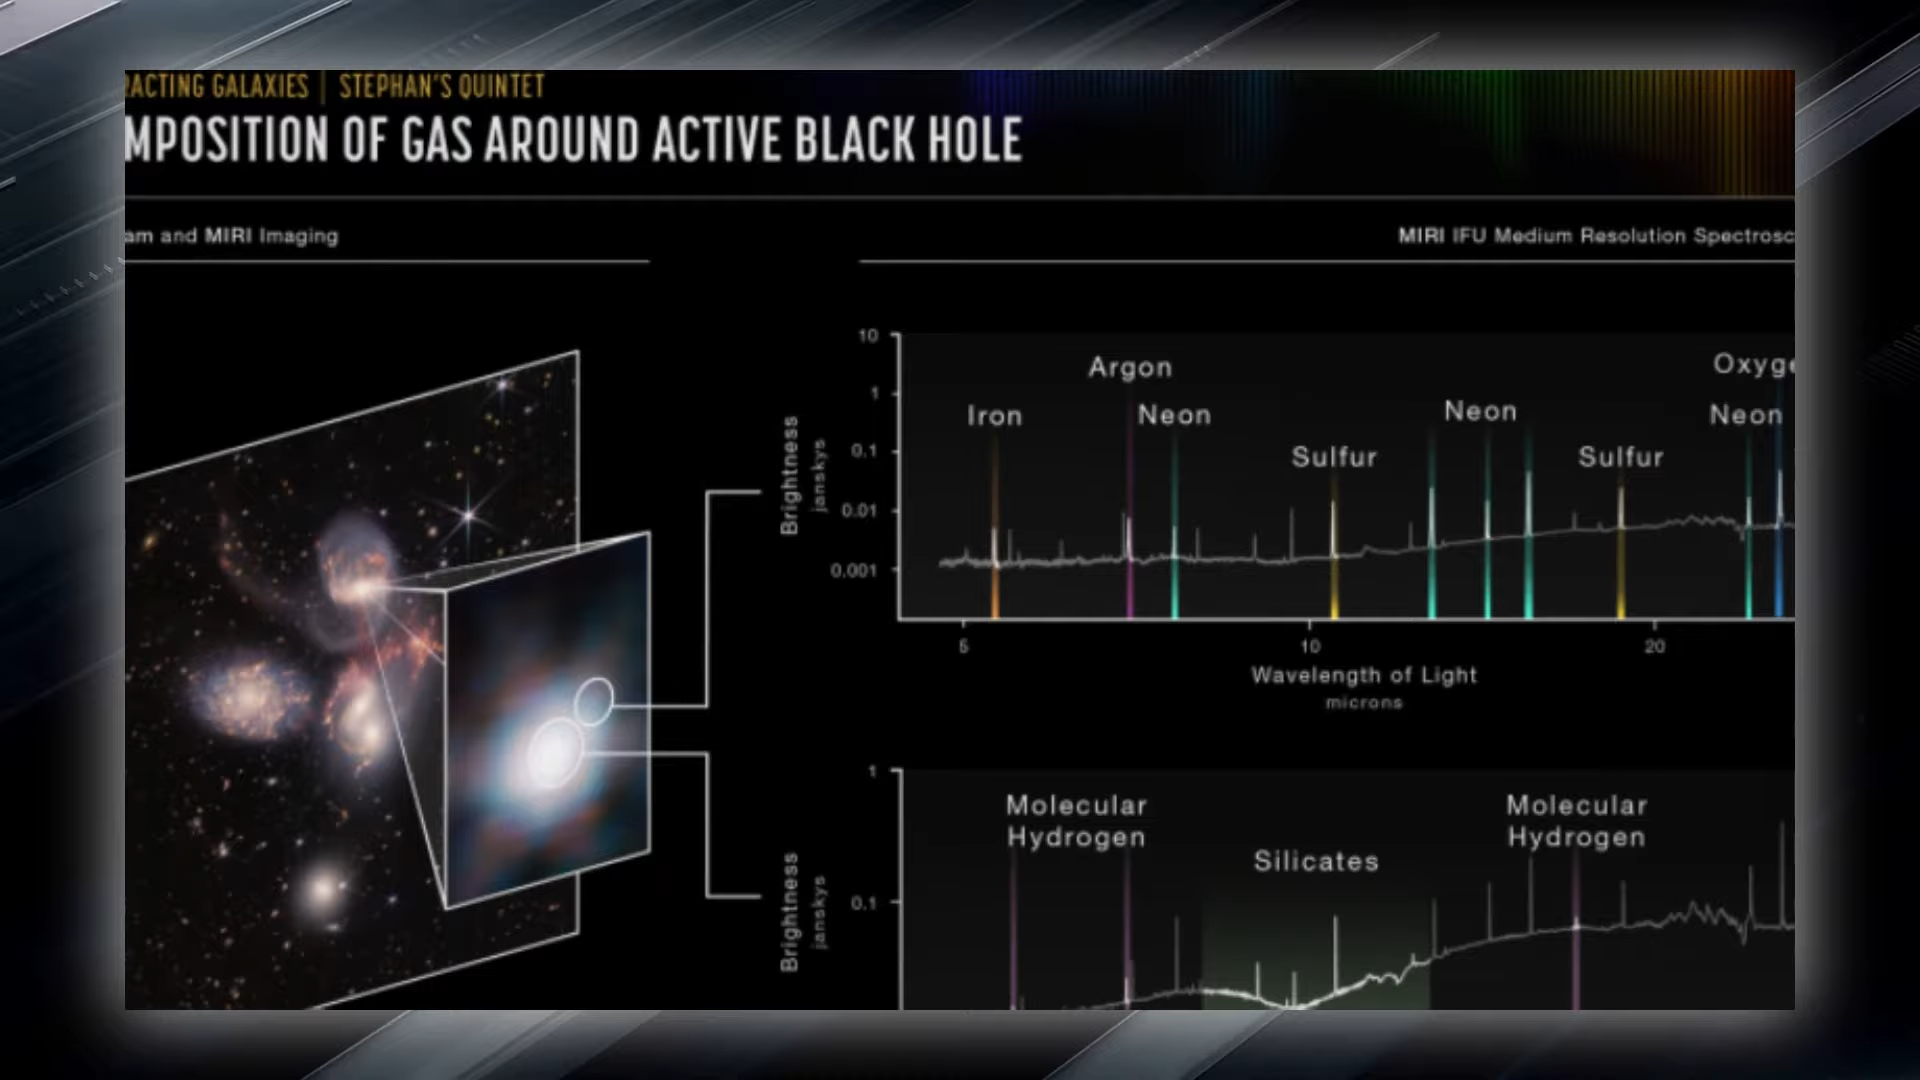 RACTING GALAXIES | STEPHAN'S QUINTET
MPOSITION OF GAS AROUND ACTIVE BLACK HOLE
am and MIRI Imaging
MIRI IFU Medium Resolution Spectrosc
10
1
0.1
0.01
0.001
Brightness
janskys
Argon
Oxyge
Iron
Neon
Neon
Neon
Sulfur
Sulfur
5
10
20
Wavelength of Light
microns
1
0.1
Brightness
janskys
Molecular
Hydrogen
Silicates
Molecular
Hydrogen